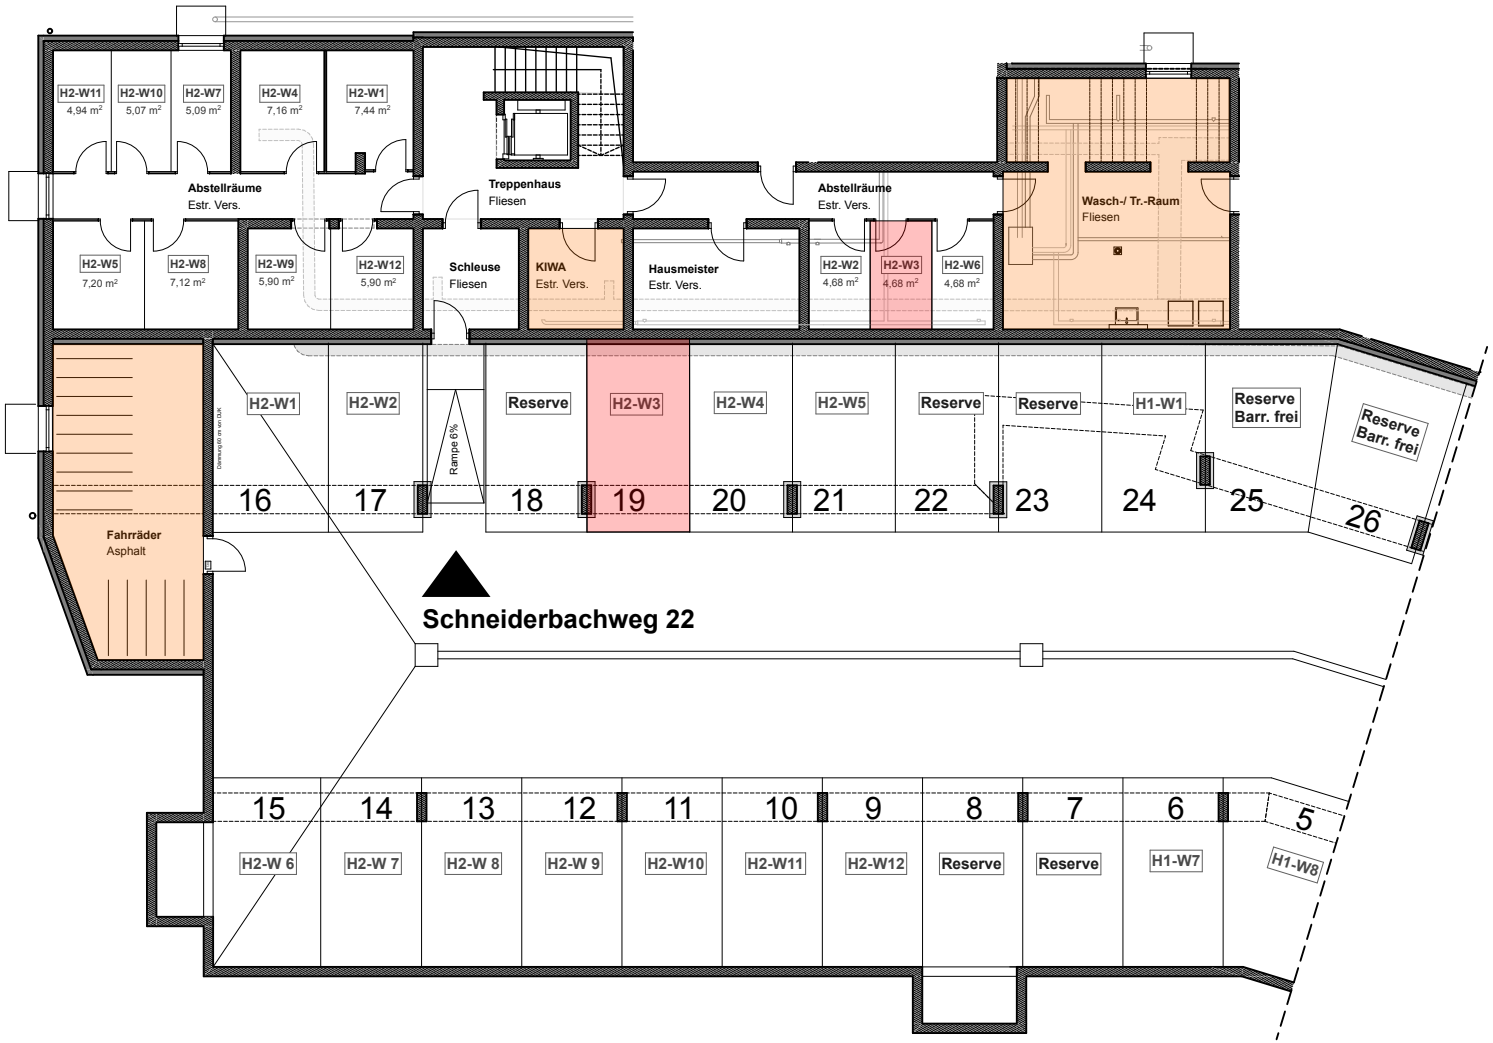 H2-W11
4,94 m²
H2-W10
5,07 m²
H2-W7
5,09 m²
H2-W4
7,16 m²
H2-W1
7,44 m²
Abstellräume
Estr. Vers.
Treppenhaus
Fliesen
Abstellräume
Estr. Vers.
Wasch-/ Tr.-Raum
Fliesen
H2-W5
7,20 m²
H2-W8
7,12 m²
H2-W9
5,90 m²
H2-W12
5,90 m²
Schleuse
Fliesen
KIWA
Estr. Vers.
Hausmeister
Estr. Vers.
H2-W2
4,68 m²
H2-W3
4,68 m²
H2-W6
4,68 m²
H2-W1
H2-W2
Rampe 6%
Reserve
H2-W3
H2-W4
H2-W5
Reserve
Reserve
H1-W1
Reserve
Barr. frei
Reserve
Barr. frei
16
17
18
19
20
21
22
23
24
25
26
Fahrräder
Asphalt
Schneiderbachweg 22
15
14
13
12
11
10
9
8
7
6
5
H2-W 6
H2-W 7
H2-W 8
H2-W 9
H2-W10
H2-W11
H2-W12
Reserve
Reserve
H1-W7
H1-W8